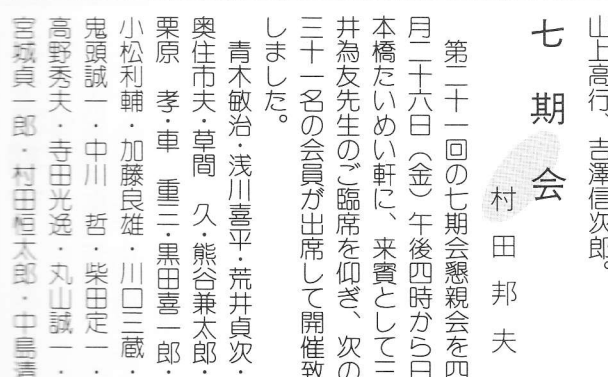 山上高行、吉澤信次郎。
七期会
村田邦夫
第二十一回の七期会懇親会を四
月二十六日（金）午後四時から日
本橋たいめい軒に、来賓として三
井為友先生のご臨席を仰ぎ、次の
三十一名の会員が出席して開催致
しました。
青木敏治・浅川喜平・荒井貞次・
奥住市夫・草間　久・熊谷兼太郎・
栗原　孝・車　重三・黒田喜一郎・
小松利輔・加藤良雄・川口三蔵・
鬼頭誠一・中川　哲・柴田定一・
高野秀夫・寺田光逸・丸山誠一・
宮城貞一郎・村田恒太郎・中島清